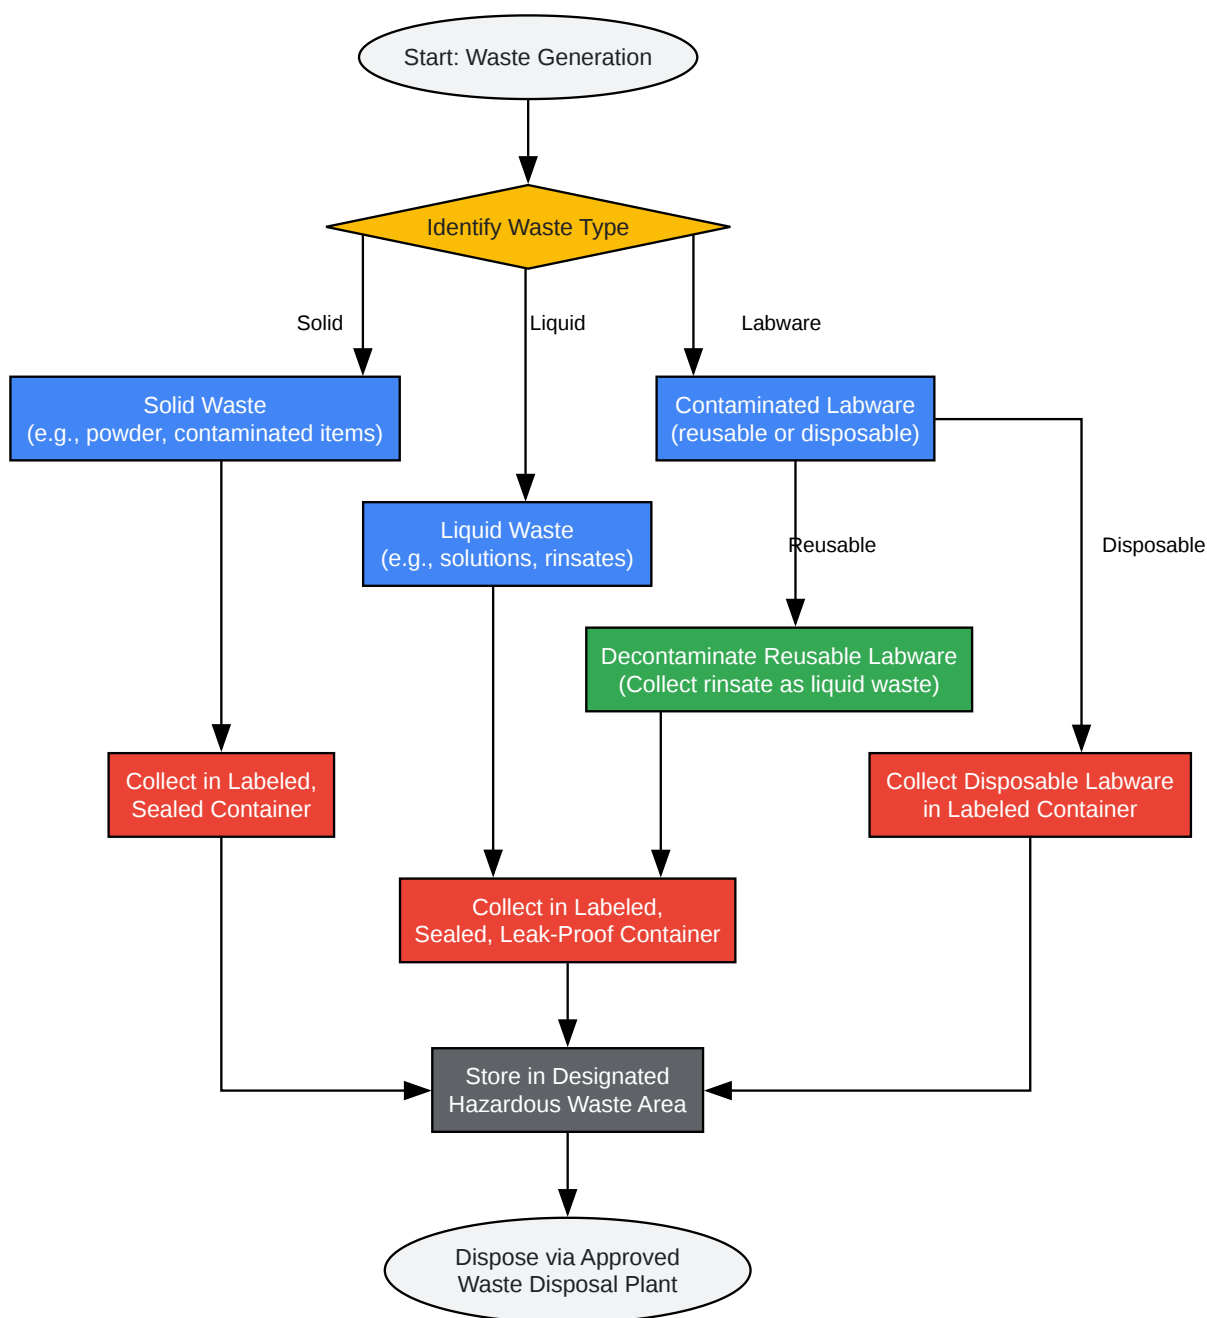 Start: Waste Generation
Identify Waste Type
Solid
Liquid
Labware
Solid Waste
(e.g., powder, contaminated items)
Contaminated Labware
(reusable or disposable)
Liquid Waste
(e.g., solutions, rinsates)
Reusable
Disposable
Decontaminate Reusable Labware
(Collect rinsate as liquid waste)
Collect in Labeled,
Sealed Container
Collect Disposable Labware
in Labeled Container
Collect in Labeled,
Sealed, Leak-Proof Container
Store in Designated
Hazardous Waste Area
Dispose via Approved
Waste Disposal Plant